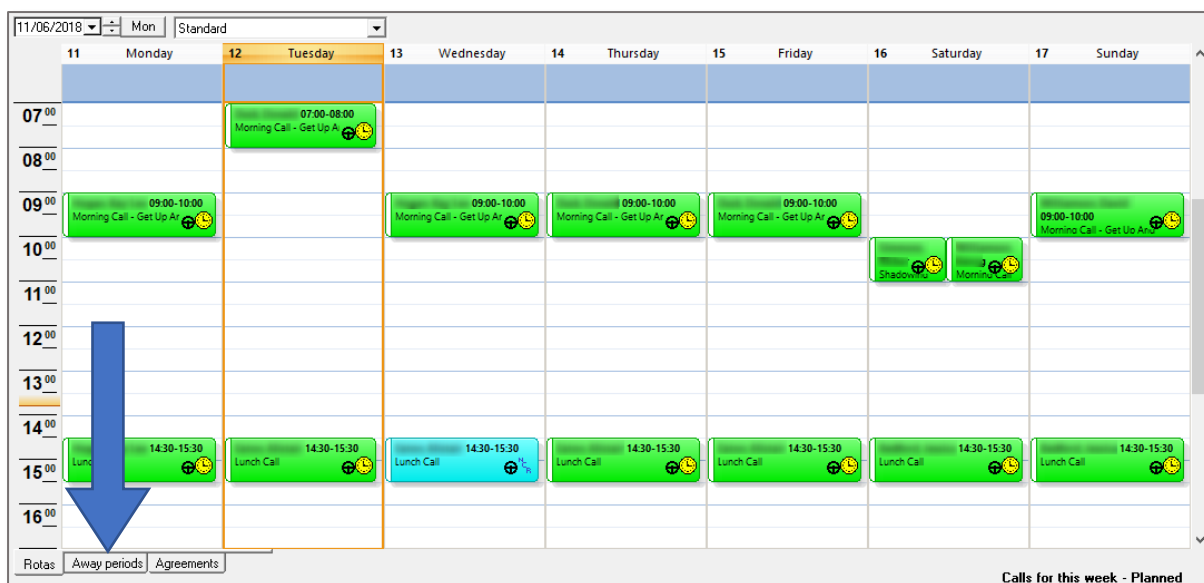 11/06/2018 Mon Standard
11 Monday 12 Tuesday 13 Wednesday 14 Thursday 15 Friday 16 Saturday 17 Sunday
07 00
07:00-08:00
Morning Call - Get Up A
08 00
09 00
09:00-10:00
Morning Call - Get Up Ar
09:00-10:00
Morning Call - Get Up Ar
09:00-10:00
Morning Call - Get Up Ar
09:00-10:00
Morning Call - Get Up Ar
09:00-10:00
Morning Call - Get Up And
10 00
Shadowing
Morning Call
11 00
12 00
13 00
14 00
14:30-15:30
Lunc
14:30-15:30
Lunch Call
14:30-15:30
Lunch Call
NCR
14:30-15:30
Lunch Call
14:30-15:30
Lunch Call
14:30-15:30
Lunch Call
14:30-15:30
Lunch Call
15 00
16 00
Rotas Away periods Agreements
Calls for this week - Planned